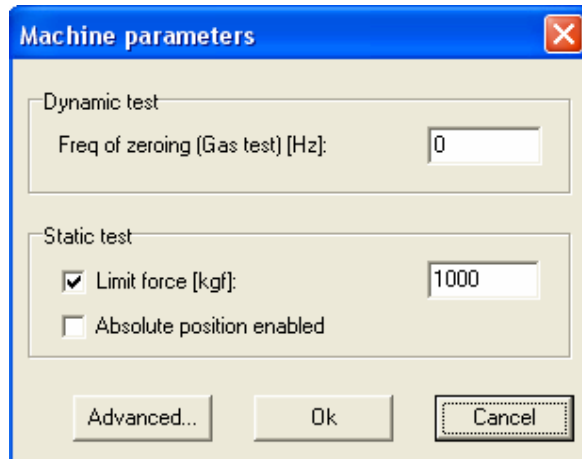 Machine parameters
Dynamic test
Freq of zeroing (Gas test) [Hz]: 0
Static test
Limit force [kgf]: 1000
Absolute position enabled
Advanced... Ok Cancel